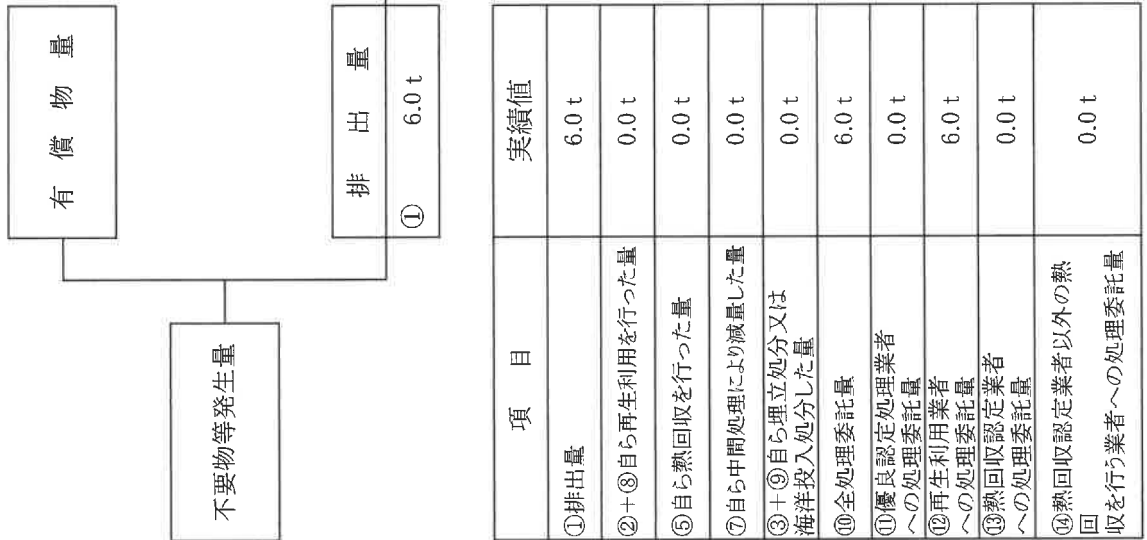 有償物量
不要物等発生量
排出量
① 6.0 t
項目 実績値
①排出量 6.0 t
②+⑧自ら再生利用を行った量 0.0 t
⑤自ら熱回収を行った量 0.0 t
⑦自ら中間処理により減量した量 0.0 t
③+⑨自ら埋立処分又は
海洋投入処分した量 0.0 t
⑩全処理委託量 6.0 t
⑪優良認定処理業者
への処理委託量 0.0 t
⑫再生利用業者
への処理委託量 6.0 t
⑬熱回収認定業者
への処理委託量 0.0 t
⑭熱回収認定業者以外の熱
回
収を行う業者への処理委託量 0.0 t